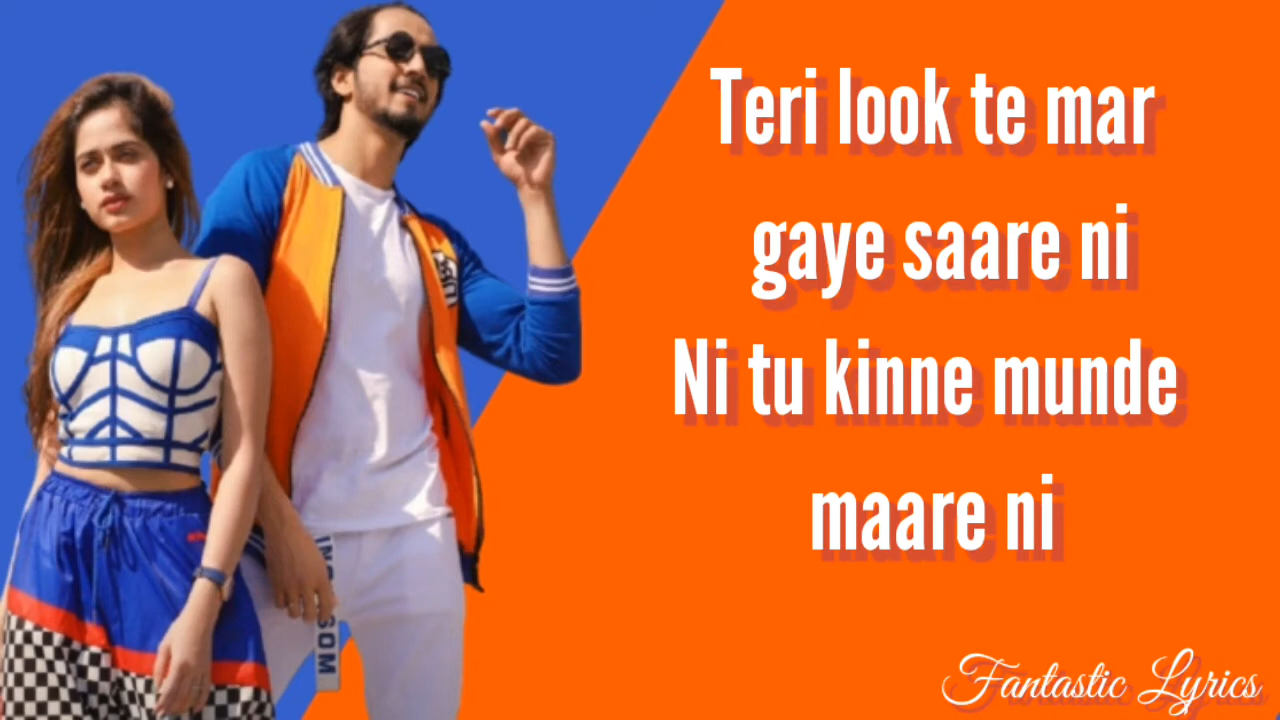 Teri look te mar
gaye saare ni
Ni tu kinne munde
maare ni
Fantastic Lyrics